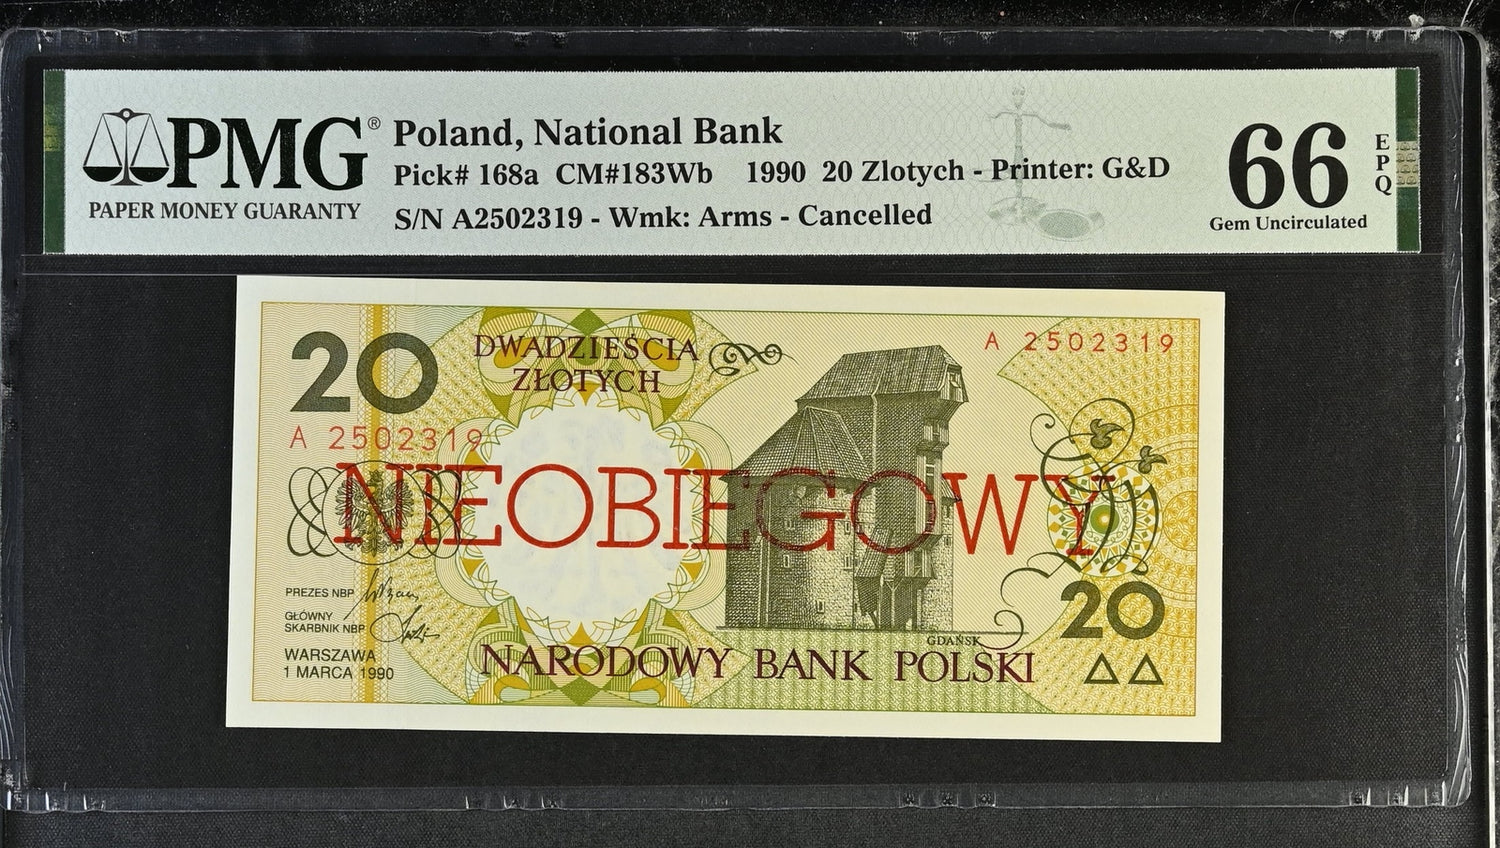 PMG®
PAPER MONEY GUARANTY
Poland, National Bank
Pick# 168a CM#183Wb 1990 20 Zlotych - Printer: G&D
S/N A2502319 - Wmk: Arms - Cancelled
66
EPQ
Gem Uncirculated
20
DWADZIEŚCIA
ZŁOTYCH
A 2502319
A 2502319
NIEOBIEGOWY
PREZES NBP
GŁÓWNY
SKARBNIK NBP
WARSZAWA
1 MARCA 1990
GDAŃSK
NARODOWY BANK POLSKI
20